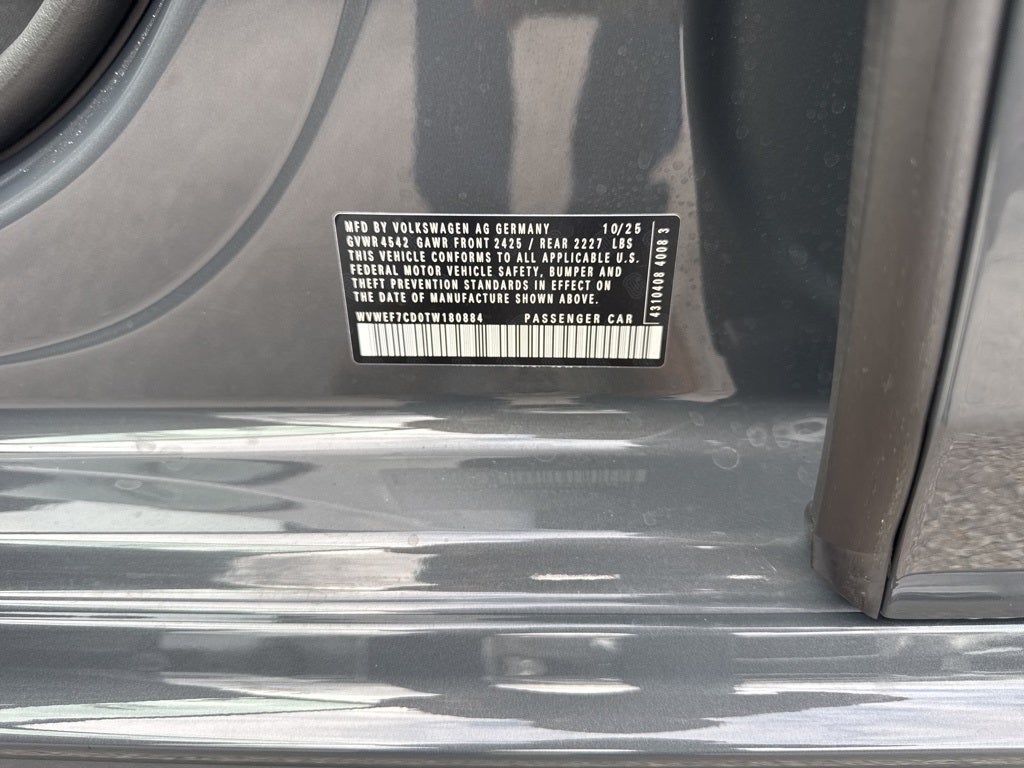 MFD BY VOLKSWAGEN AG GERMANY 10/25
GVWR 4542 GAWR FRONT 2425 / REAR 2227 LBS
THIS VEHICLE CONFORMS TO ALL APPLICABLE U.S.
FEDERAL MOTOR VEHICLE SAFETY, BUMPER AND
THEFT PREVENTION STANDARDS IN EFFECT ON
THE DATE OF MANUFACTURE SHOWN ABOVE.
WVWEF7CD0TW180884 PASSENGER CAR
4310408 4008 3